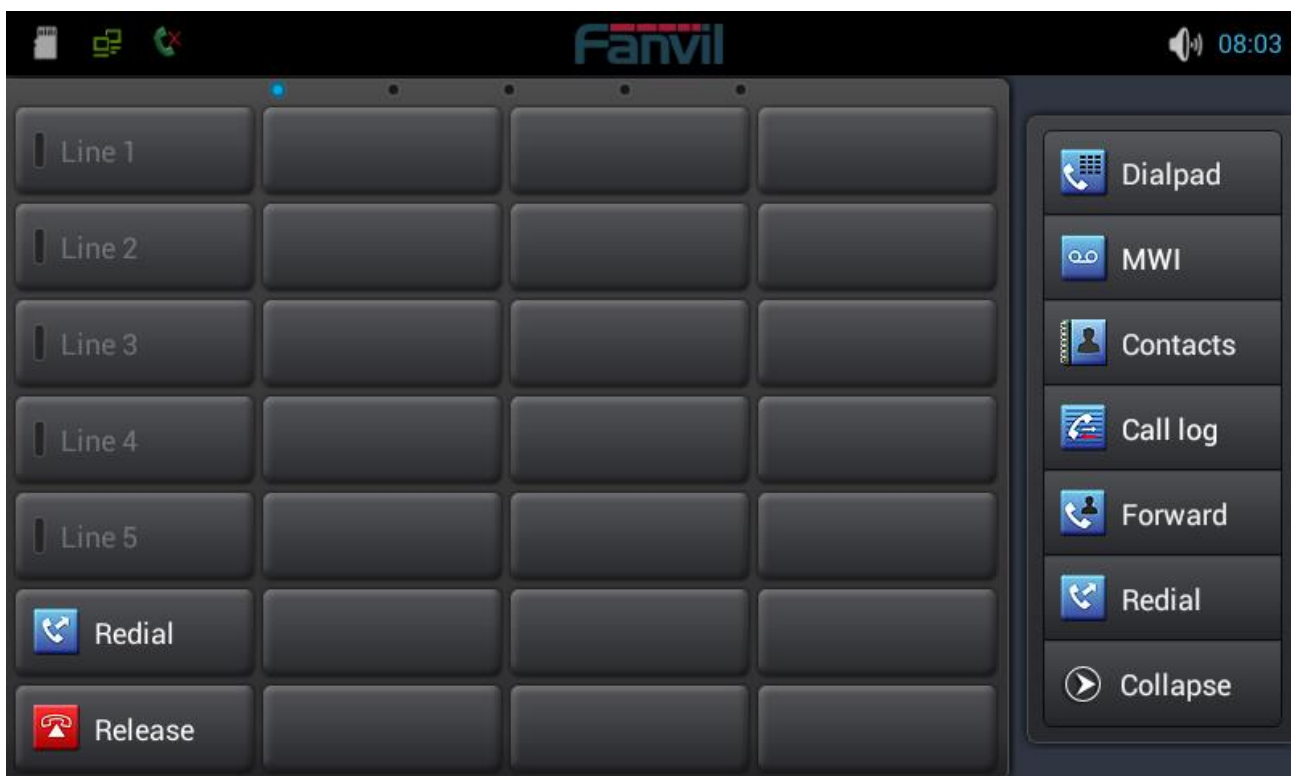 Fanvil
08:03
Line 1
Line 2
Line 3
Line 4
Line 5
Redial
Release
Dialpad
MWI
Contacts
Call log
Forward
Redial
Collapse